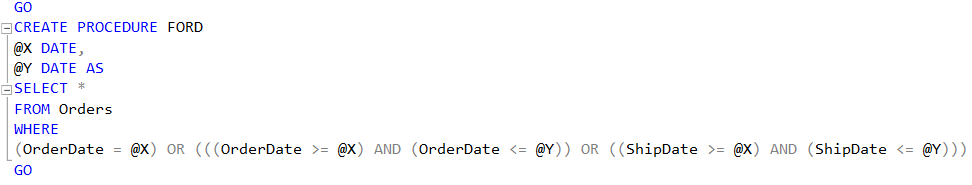 GO
CREATE PROCEDURE FORD
@X DATE,
@Y DATE AS
SELECT *
FROM Orders
WHERE
(OrderDate = @X) OR (((OrderDate >= @X) AND (OrderDate <= @Y)) OR ((ShipDate >= @X) AND (ShipDate <= @Y)))
GO